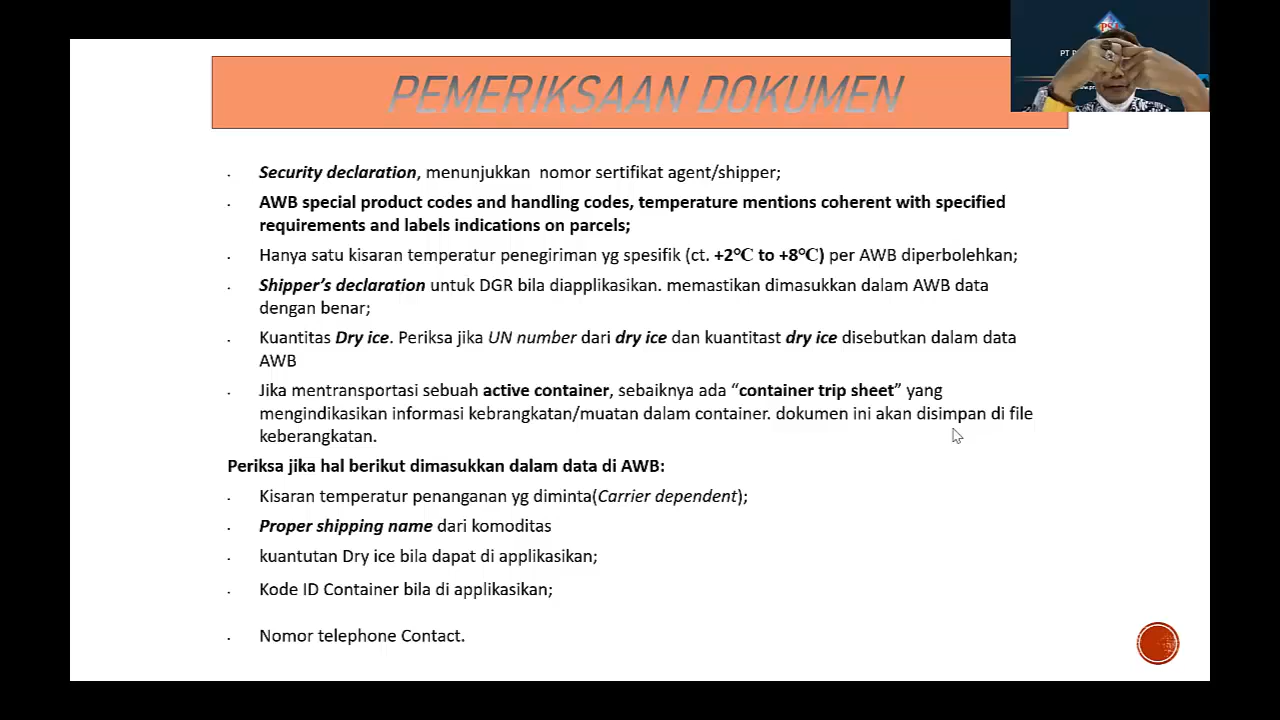 PEMERIKSAAN DOKUMEN
PSA
PT P
Security declaration, menunjukkan nomor sertifikat agent/shipper;
AWB special product codes and handling codes, temperature mentions coherent with specified
requirements and labels indications on parcels;
Hanya satu kisaran temperatur penegiriman yg spesifik (ct. +2℃ to +8℃) per AWB diperbolehkan;
Shipper’s declaration untuk DGR bila diapplikasikan. memastikan dimasukkan dalam AWB data
dengan benar;
Kuantitas Dry ice. Periksa jika UN number dari dry ice dan kuantitast dry ice disebutkan dalam data
AWB
Jika mentransportasi sebuah active container, sebaiknya ada “container trip sheet” yang
mengindikasikan informasi kebrangkatan/muatan dalam container. dokumen ini akan disimpan di file
keberangkatan.
Periksa jika hal berikut dimasukkan dalam data di AWB:
Kisaran temperatur penanganan yg diminta(Carrier dependent);
Proper shipping name dari komoditas
kuantutan Dry ice bila dapat di applikasikan;
Kode ID Container bila di applikasikan;
Nomor telephone Contact.